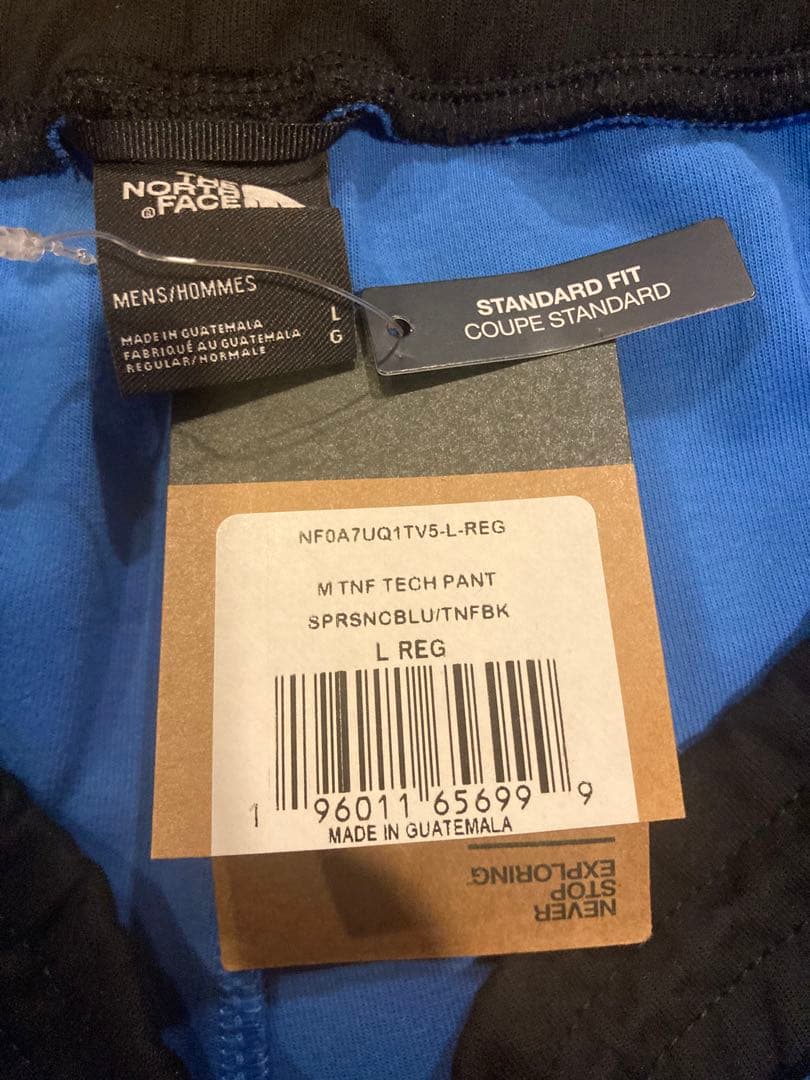 THE
NORTH
FACE
®
MENS/HOMMES
L
G
MADE IN GUATEMALA
FABRIQUÉ AU GUATEMALA
REGULAR/NORMALE
STANDARD FIT
COUPE STANDARD
NF0A7UQ1TV5-L-REG
M TNF TECH PANT
SPRSNCBLU/TNFBK
L REG
1 96011 65699 9
MADE IN GUATEMALA
NEVER
STOP
EXPLORING